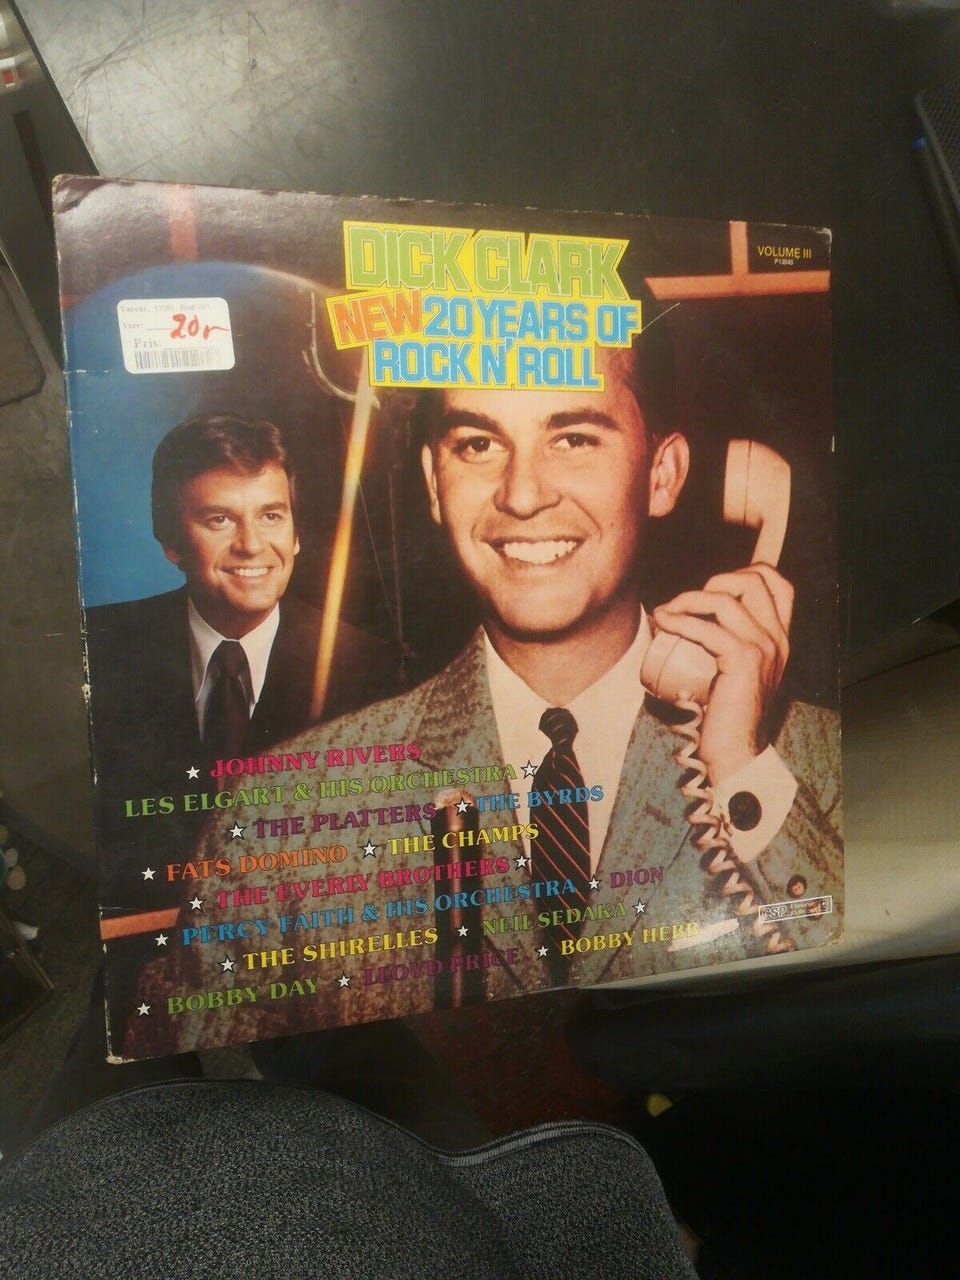 DICK CLARK
NEW 20 YEARS OF
ROCK N' ROLL
VOLUME III
Vare:
20,-
Pris:
★ JOHNNY RIVERS
LES ELGART & HIS ORCHESTRA ★
★ THE PLATTERS ★ THE BYRDS
★ FATS DOMINO ★ THE CHAMPS
★ THE EVERLY BROTHERS ★
★ PERCY FAITH & HIS ORCHESTRA ★ DION
★ THE SHIRELLES ★ NEIL SEDAKA ★
★ BOBBY DAY ★ LLOYD PRICE ★ BOBBY HEBB
CSP